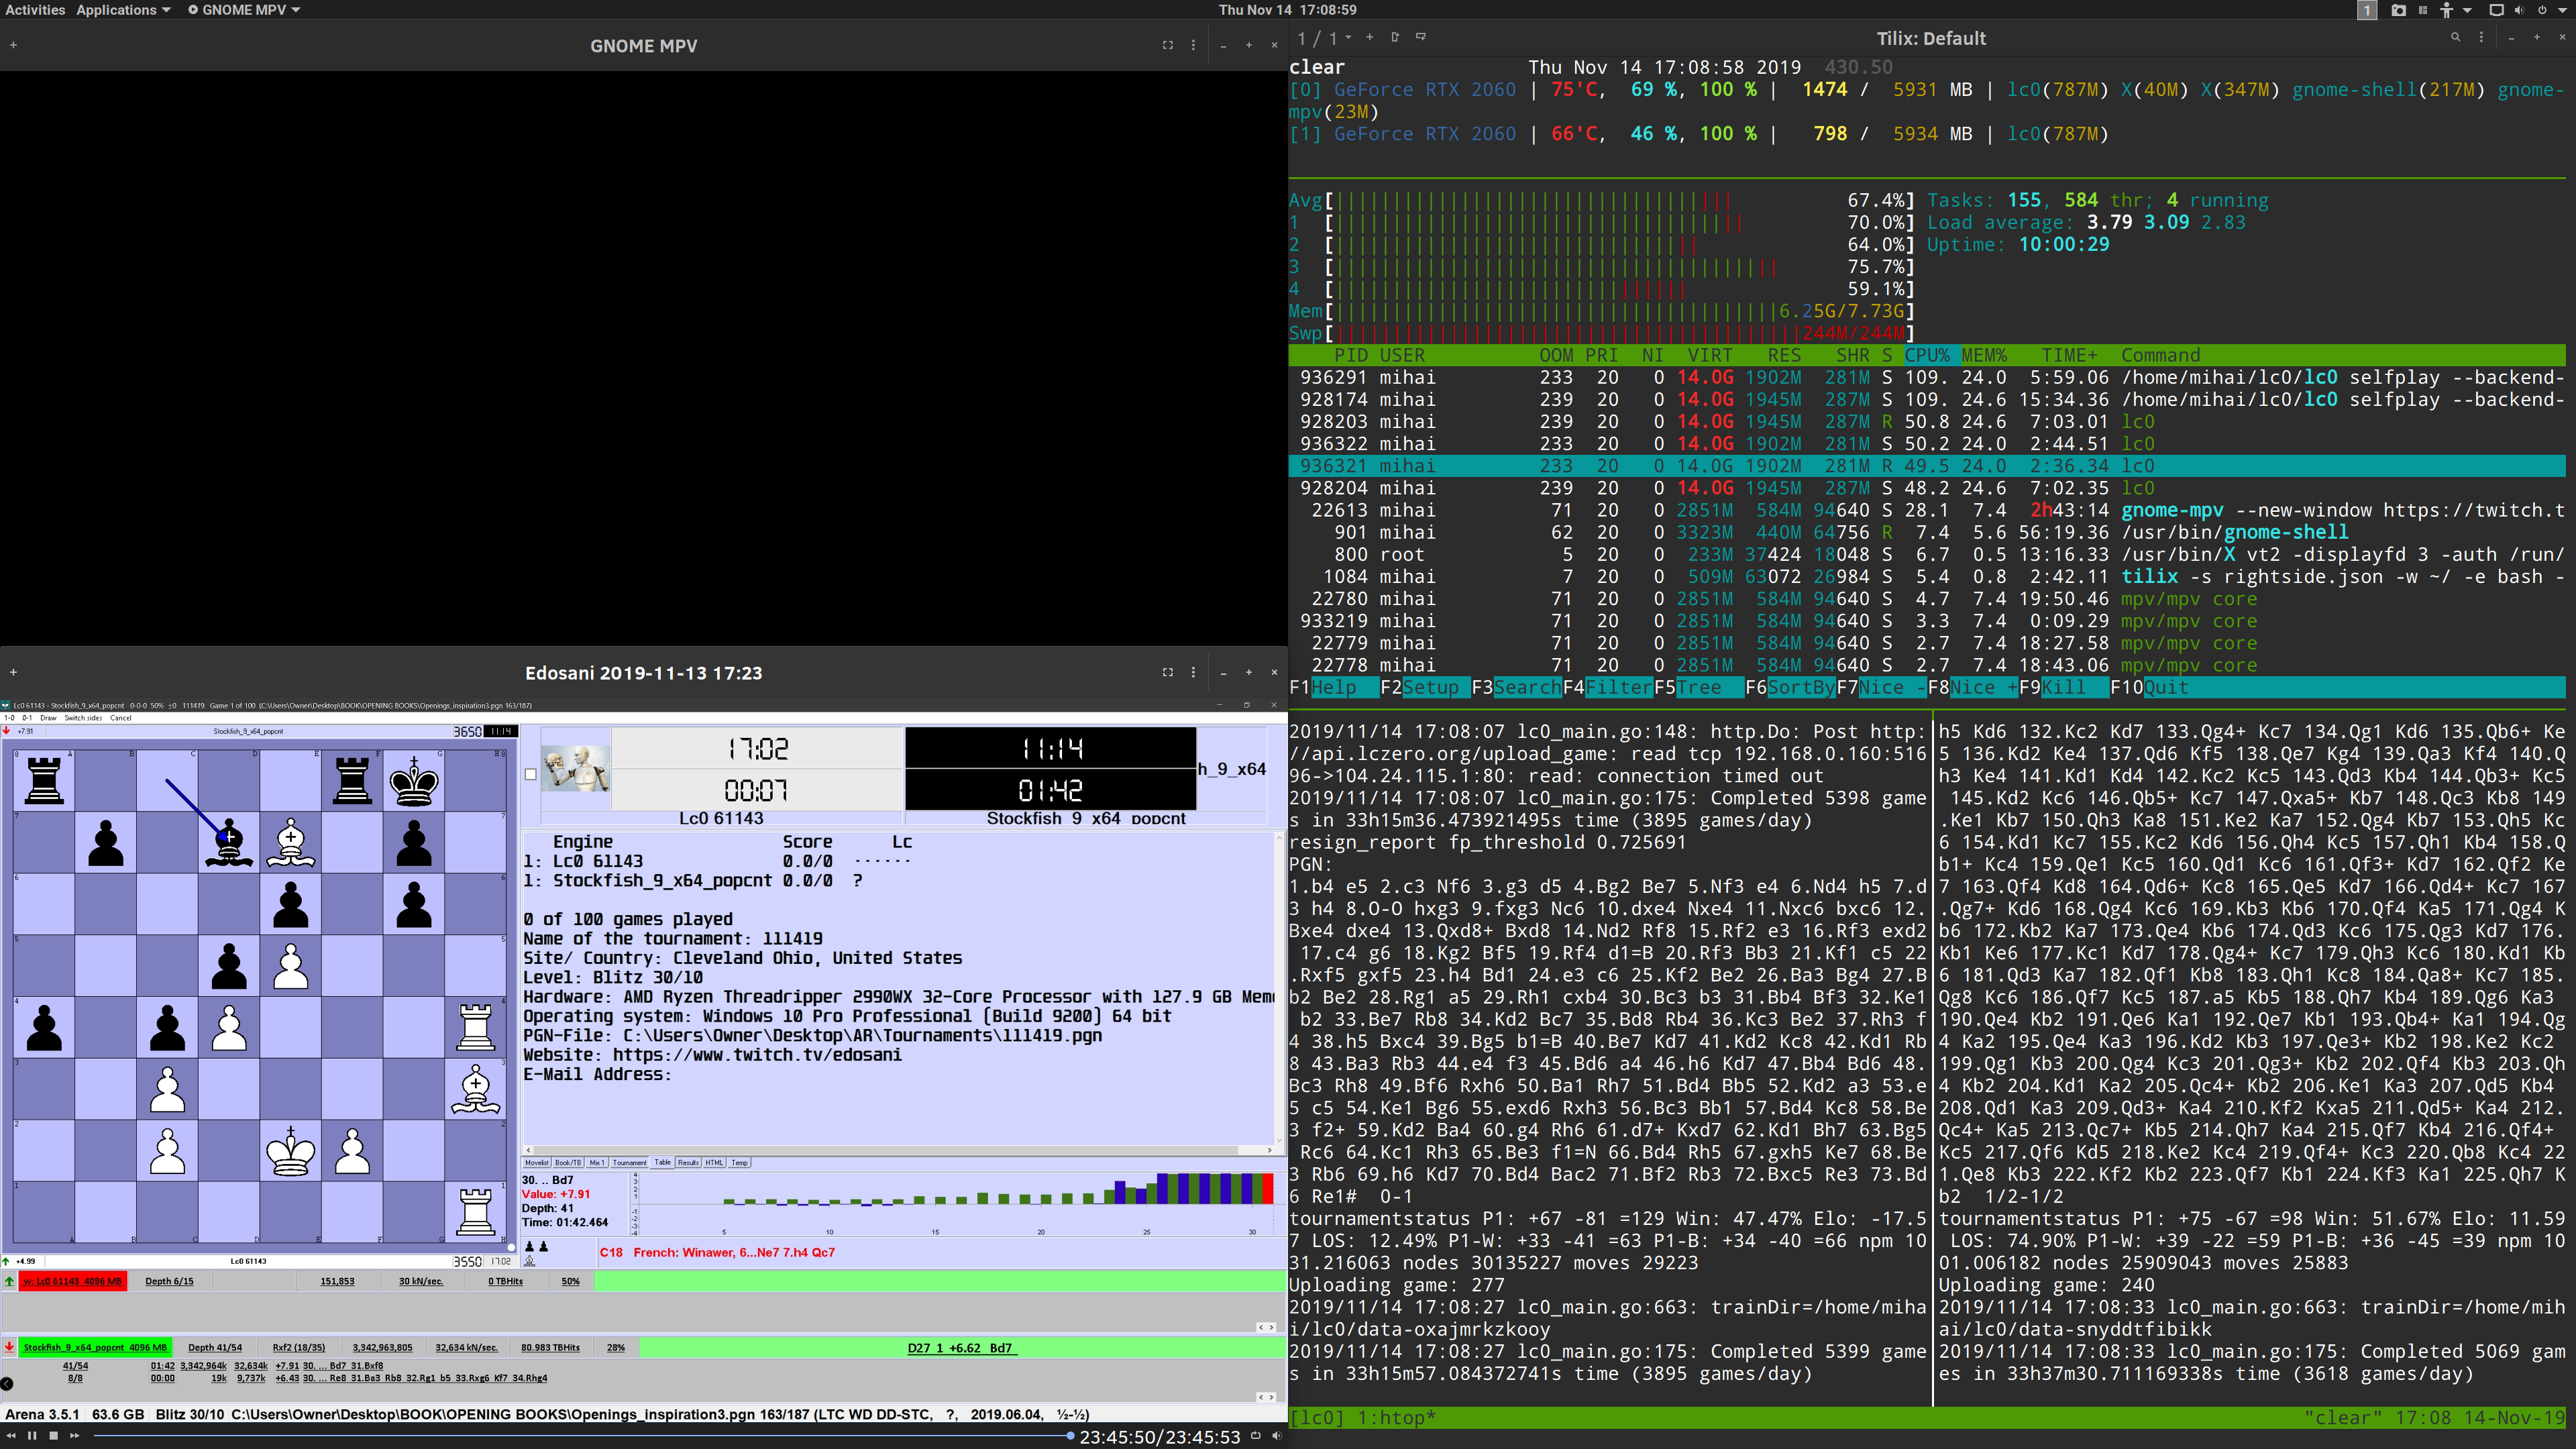 Activities Applications GNOME MPV Thu Nov 14 17:08:59 1
GNOME MPV
1 / 1 Tilix: Default
clear Thu Nov 14 17:08:58 2019 430.50
[0] GeForce RTX 2060 | 75'C, 69 %, 100 % | 1474 / 5931 MB | lc0(787M) X(40M) X(347M) gnome-shell(217M) gnome-
mpv(23M)
[1] GeForce RTX 2060 | 66'C, 46 %, 100 % | 798 / 5934 MB | lc0(787M)
Avg[ 67.4%] Tasks: 155, 584 thr; 4 running
1 [ 70.0%] Load average: 3.79 3.09 2.83
2 [ 64.0%] Uptime: 10:00:29
3 [ 75.7%]
4 [ 59.1%]
Mem[ 6.25G/7.73G]
Swp[ 244M/244M]
PID USER OOM PRI NI VIRT RES SHR S CPU% MEM% TIME+ Command
936291 mihai 233 20 0 14.0G 1902M 281M S 109. 24.0 5:59.06 /home/mihai/lc0/lc0 selfplay --backend-
928174 mihai 239 20 0 14.0G 1945M 287M S 109. 24.6 15:34.36 /home/mihai/lc0/lc0 selfplay --backend-
928203 mihai 239 20 0 14.0G 1945M 287M R 50.8 24.6 7:03.01 lc0
936322 mihai 233 20 0 14.0G 1902M 281M S 50.2 24.0 2:44.51 lc0
936321 mihai 233 20 0 14.0G 1902M 281M R 49.5 24.0 2:36.34 lc0
928204 mihai 239 20 0 14.0G 1945M 287M S 48.2 24.6 7:02.35 lc0
22613 mihai 71 20 0 2851M 584M 94640 S 28.1 7.4 2h43:14 gnome-mpv --new-window https://twitch.t
901 mihai 62 20 0 3323M 440M 64756 R 7.4 5.6 56:19.36 /usr/bin/gnome-shell
800 root 5 20 0 233M 37424 18048 S 6.7 0.5 13:16.33 /usr/bin/X vt2 -displayfd 3 -auth /run/
1084 mihai 7 20 0 509M 63072 26984 S 5.4 0.8 2:42.11 tilix -s rightside.json -w ~/ -e bash -
22780 mihai 71 20 0 2851M 584M 94640 S 4.7 7.4 19:50.46 mpv/mpv core
933219 mihai 71 20 0 2851M 584M 94640 S 3.3 7.4 0:09.29 mpv/mpv core
22779 mihai 71 20 0 2851M 584M 94640 S 2.7 7.4 18:27.58 mpv/mpv core
22778 mihai 71 20 0 2851M 584M 94640 S 2.7 7.4 18:43.06 mpv/mpv core
F1Help F2Setup F3SearchF4FilterF5Tree F6SortByF7Nice -F8Nice +F9Kill F10Quit
2019/11/14 17:08:07 lc0_main.go:148: http.Do: Post http:
//api.lczero.org/upload_game: read tcp 192.168.0.160:516
96->104.24.115.1:80: read: connection timed out
2019/11/14 17:08:07 lc0_main.go:175: Completed 5398 game
s in 33h15m36.473921495s time (3895 games/day)
resign_report fp_threshold 0.725691
PGN:
1.b4 e5 2.c3 Nf6 3.g3 d5 4.Bg2 Be7 5.Nf3 e4 6.Nd4 h5 7.d
3 h4 8.O-O hxg3 9.fxg3 Nc6 10.dxe4 Nxe4 11.Nxc6 bxc6 12.
Bxe4 dxe4 13.Qxd8+ Bxd8 14.Nd2 Rf8 15.Rf2 e3 16.Rf3 exd2
17.c4 g6 18.Kg2 Bf5 19.Rf4 d1=B 20.Rf3 Bb3 21.Kf1 c5 22
.Rxf5 gxf5 23.h4 Bd1 24.e3 c6 25.Kf2 Be2 26.Ba3 Bg4 27.B
b2 Be2 28.Rg1 a5 29.Rh1 cxb4 30.Bc3 b3 31.Bb4 Bf3 32.Ke1
b2 33.Be7 Rb8 34.Kd2 Bc7 35.Bd8 Rb4 36.Kc3 Be2 37.Rh3 f
4 38.h5 Bxc4 39.Bg5 b1=B 40.Be7 Kd7 41.Kd2 Kc8 42.Kd1 Rb
8 43.Ba3 Rb3 44.e4 f3 45.Bd6 a4 46.h6 Kd7 47.Bb4 Bd6 48.
Bc3 Rh8 49.Bf6 Rxh6 50.Ba1 Rh7 51.Bd4 Bb5 52.Kd2 a3 53.e
5 c5 54.Ke1 Bg6 55.exd6 Rxh3 56.Bc3 Bb1 57.Bd4 Kc8 58.Be
3 f2+ 59.Kd2 Ba4 60.g4 Rh6 61.d7+ Kxd7 62.Kd1 Bh7 63.Bg5
Rc6 64.Kc1 Rh3 65.Be3 f1=N 66.Bd4 Rh5 67.gxh5 Ke7 68.Be
3 Rb6 69.h6 Kd7 70.Bd4 Bac2 71.Bf2 Rb3 72.Bxc5 Re3 73.Bd
6 Re1# 0-1
tournamentstatus P1: +67 -81 =129 Win: 47.47% Elo: -17.5
7 LOS: 12.49% P1-W: +33 -41 =63 P1-B: +34 -40 =66 npm 10
31.216063 nodes 30135227 moves 29223
Uploading game: 277
2019/11/14 17:08:27 lc0_main.go:663: trainDir=/home/miha
i/lc0/data-oxajmrkzkooy
2019/11/14 17:08:27 lc0_main.go:175: Completed 5399 game
s in 33h15m57.084372741s time (3895 games/day)
h5 Kd6 132.Kc2 Kd7 133.Qg4+ Kc7 134.Qg1 Kd6 135.Qb6+ Ke
5 136.Kd2 Ke4 137.Qd6 Kf5 138.Qe7 Kg4 139.Qa3 Kf4 140.Q
h3 Ke4 141.Kd1 Kd4 142.Kc2 Kc5 143.Qd3 Kb4 144.Qb3+ Kc5
145.Kd2 Kc6 146.Qb5+ Kc7 147.Qxa5+ Kb7 148.Qc3 Kb8 149
.Ke1 Kb7 150.Qh3 Ka8 151.Ke2 Ka7 152.Qg4 Kb7 153.Qh5 Kc
6 154.Kd1 Kc7 155.Kc2 Kd6 156.Qh4 Kc5 157.Qh1 Kb4 158.Q
b1+ Kc4 159.Qe1 Kc5 160.Qd1 Kc6 161.Qf3+ Kd7 162.Qf2 Ke
7 163.Qf4 Kd8 164.Qd6+ Kc8 165.Qe5 Kd7 166.Qd4+ Kc7 167
.Qg7+ Kd6 168.Qg4 Kc6 169.Kb3 Kb6 170.Qf4 Ka5 171.Qg4 K
b6 172.Kb2 Ka7 173.Qe4 Kb6 174.Qd3 Kc6 175.Qg3 Kd7 176.
Kb1 Ke6 177.Kc1 Kd7 178.Qg4+ Kc7 179.Qh3 Kc6 180.Kd1 Kb
6 181.Qd3 Ka7 182.Qf1 Kb8 183.Qh1 Kc8 184.Qa8+ Kc7 185.
Qg8 Kc6 186.Qf7 Kc5 187.a5 Kb5 188.Qh7 Kb4 189.Qg6 Ka3
190.Qe4 Kb2 191.Qe6 Ka1 192.Qe7 Kb1 193.Qb4+ Ka1 194.Qg
4 Ka2 195.Qe4 Ka3 196.Kd2 Kb3 197.Qe3+ Kb2 198.Ke2 Kc2
199.Qg1 Kb3 200.Qg4 Kc3 201.Qg3+ Kb2 202.Qf4 Kb3 203.Qh
4 Kb2 204.Kd1 Ka2 205.Qc4+ Kb2 206.Ke1 Ka3 207.Qd5 Kb4
208.Qd1 Ka3 209.Qd3+ Ka4 210.Kf2 Kxa5 211.Qd5+ Ka4 212.
Qc4+ Ka5 213.Qc7+ Kb5 214.Qh7 Ka4 215.Qf7 Kb4 216.Qf4+
Kc5 217.Qf6 Kd5 218.Ke2 Kc4 219.Qf4+ Kc3 220.Qb8 Kc4 22
1.Qe8 Kb3 222.Kf2 Kb2 223.Qf7 Kb1 224.Kf3 Ka1 225.Qh7 K
b2 1/2-1/2
tournamentstatus P1: +75 -67 =98 Win: 51.67% Elo: 11.59
LOS: 74.90% P1-W: +39 -22 =59 P1-B: +36 -45 =39 npm 10
01.006182 nodes 25909043 moves 25883
Uploading game: 240
2019/11/14 17:08:33 lc0_main.go:663: trainDir=/home/mih
ai/lc0/data-snyddtfibikk
2019/11/14 17:08:33 lc0_main.go:175: Completed 5069 gam
es in 33h37m30.711169338s time (3618 games/day)
[lc0] 1:htop* "clear" 17:08 14-Nov-19
Edosani 2019-11-13 17:23
Lc0 61143 - Stockfish_9_x64_popcnt 0-0-0 50% ±0 111419: Game 1 of 100 (C:\Users\Owner\Desktop\BOOK\OPENING BOOKS\Openings_inspiration3.pgn 163/187)
1-0 0-1 Draw Switch sides Cancel
+7.91 Stockfish_9_x64_popcnt 3650 11:14
17:02 11:14 h_9_x64
00:07 01:42
Lc0 61143 Stockfish_9_x64_popcnt
Engine Score Lc
1: Lc0 61143 0.0/0 ······
1: Stockfish_9_x64_popcnt 0.0/0 ?
0 of 100 games played
Name of the tournament: 111419
Site/ Country: Cleveland Ohio, United States
Level: Blitz 30/10
Hardware: AMD Ryzen Threadripper 2990WX 32-Core Processor with 127.9 GB Mem
Operating system: Windows 10 Pro Professional (Build 9200) 64 bit
PGN-File: C:\Users\Owner\Desktop\AR\Tournaments\111419.pgn
Website: https://www.twitch.tv/edosani
E-Mail Address:
Movelist Book/TB Mix 1 Tournament Table Results HTML Temp
30. .. Bd7
Value: +7.91
Depth: 41
Time: 01:42.464
5 10 15 20 25 30
C18 French: Winawer, 6...Ne7 7.h4 Qc7
+4.99 Lc0 61143 3550 17:02
w: Lc0 61143 4096 MB Depth 6/15 151,853 30 kN/sec. 0 TBHits 50%
Stockfish_9_x64_popcnt 4096 MB Depth 41/54 Rxf2 (18/35) 3,342,963,805 32,634 kN/sec. 80.983 TBHits 28% D27 1 +6.62 Bd7
41/54 01:42 3,342,964k 32,634k +7.91 30. ... Bd7 31.Bxf8
8/8 00:00 19k 9,737k +6.43 30. ... Re8 31.Ba3 Rb8 32.Rg1 b5 33.Rxg6 Kf7 34.Rhg4
Arena 3.5.1 63.6 GB Blitz 30/10 C:\Users\Owner\Desktop\BOOK\OPENING BOOKS\Openings_inspiration3.pgn 163/187 (LTC WD DD-STC, ?, 2019.06.04, ½-½)
23:45:50/23:45:53